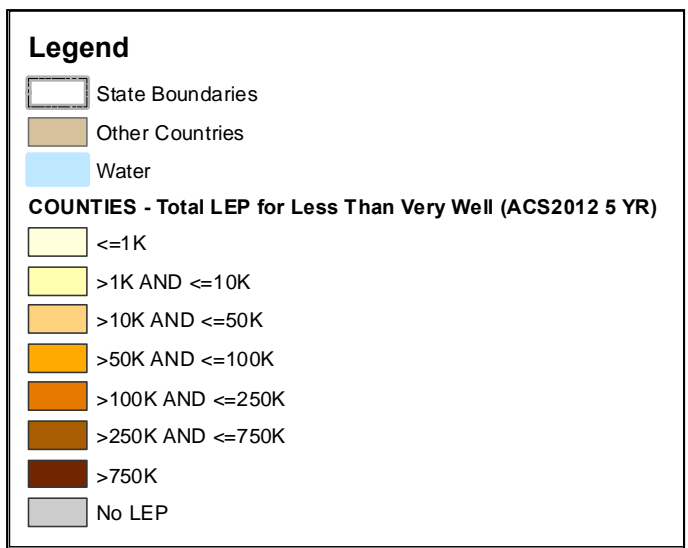 Legend
State Boundaries
Other Countries
Water
COUNTIES - Total LEP for Less Than Very Well (ACS2012 5 YR)
<=1K
>1K AND <=10K
>10K AND <=50K
>50K AND <=100K
>100K AND <=250K
>250K AND <=750K
>750K
No LEP